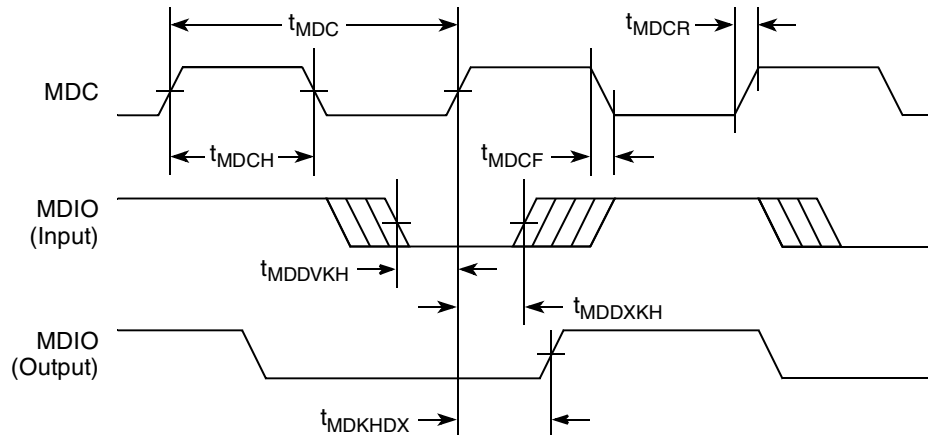 tMDC
tMDCR
MDC
tMDCH
tMDCF
MDIO
(Input)
tMDDVKH
tMDDXKH
MDIO
(Output)
tMDKHDX